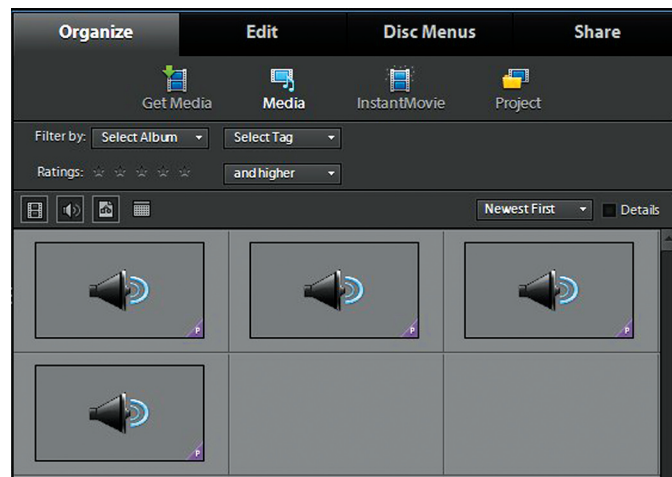 Organize Edit Disc Menus Share
Get Media Media InstantMovie Project
Filter by: Select Album Select Tag
Ratings: and higher
Newest First Details
P P P
P